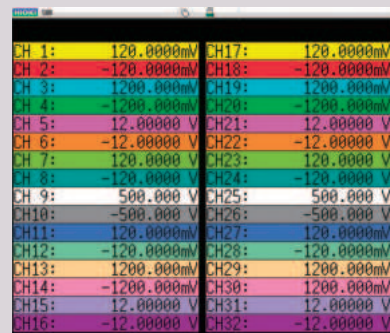 HIOKI
CH 1: 120.0000mV
CH 2: -120.0000mV
CH 3: 1200.000mV
CH 4: -1200.000mV
CH 5: 12.00000 V
CH 6: -12.00000 V
CH 7: 120.0000mV
CH 8: -120.0000mV
CH 9: 500.000 V
CH10: -500.000 V
CH11: 120.0000mV
CH12: -120.0000mV
CH13: 1200.000mV
CH14: -1200.000mV
CH15: 12.00000 V
CH16: -12.00000 V
CH17: 120.0000mV
CH18: -120.0000mV
CH19: 1200.000mV
CH20: -1200.000mV
CH21: 12.00000 V
CH22: -12.00000 V
CH23: 120.0000mV
CH24: -120.0000mV
CH25: 500.000 V
CH26: -500.000 V
CH27: 120.0000mV
CH28: -120.0000mV
CH29: 1200.000mV
CH30: -1200.000mV
CH31: 12.00000 V
CH32: -12.00000 V